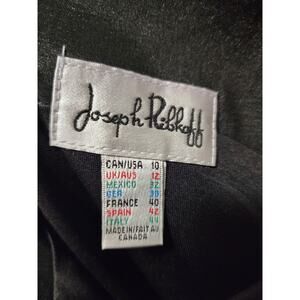 Joseph Ribkoff
CAN/USA 10
UK/AUS 12
MEXICO 32
GER 38
FRANCE 40
SPAIN 42
ITALY 44
MADE IN/FAIT AU
CANADA